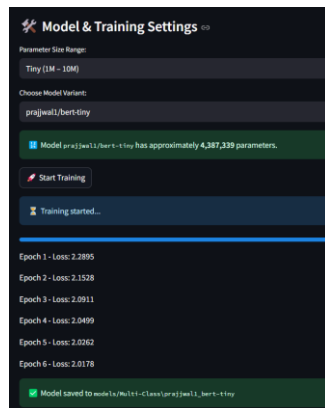 🛠️ Model & Training Settings
Parameter Size Range:
Tiny (1M – 10M)
Choose Model Variant:
prajjwal1/bert-tiny
🔢 Model prajjwal1/bert-tiny has approximately 4,387,339 parameters.
🚀 Start Training
⏳ Training started...
Epoch 1 - Loss: 2.2895
Epoch 2 - Loss: 2.1528
Epoch 3 - Loss: 2.0911
Epoch 4 - Loss: 2.0499
Epoch 5 - Loss: 2.0262
Epoch 6 - Loss: 2.0178
✅ Model saved to models/Multi-Class\prajjwal1_bert-tiny